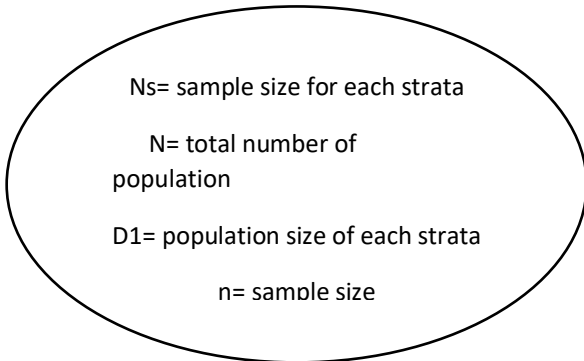 Ns= sample size for each strata
N= total number of
population
D1= population size of each strata
n= sample size